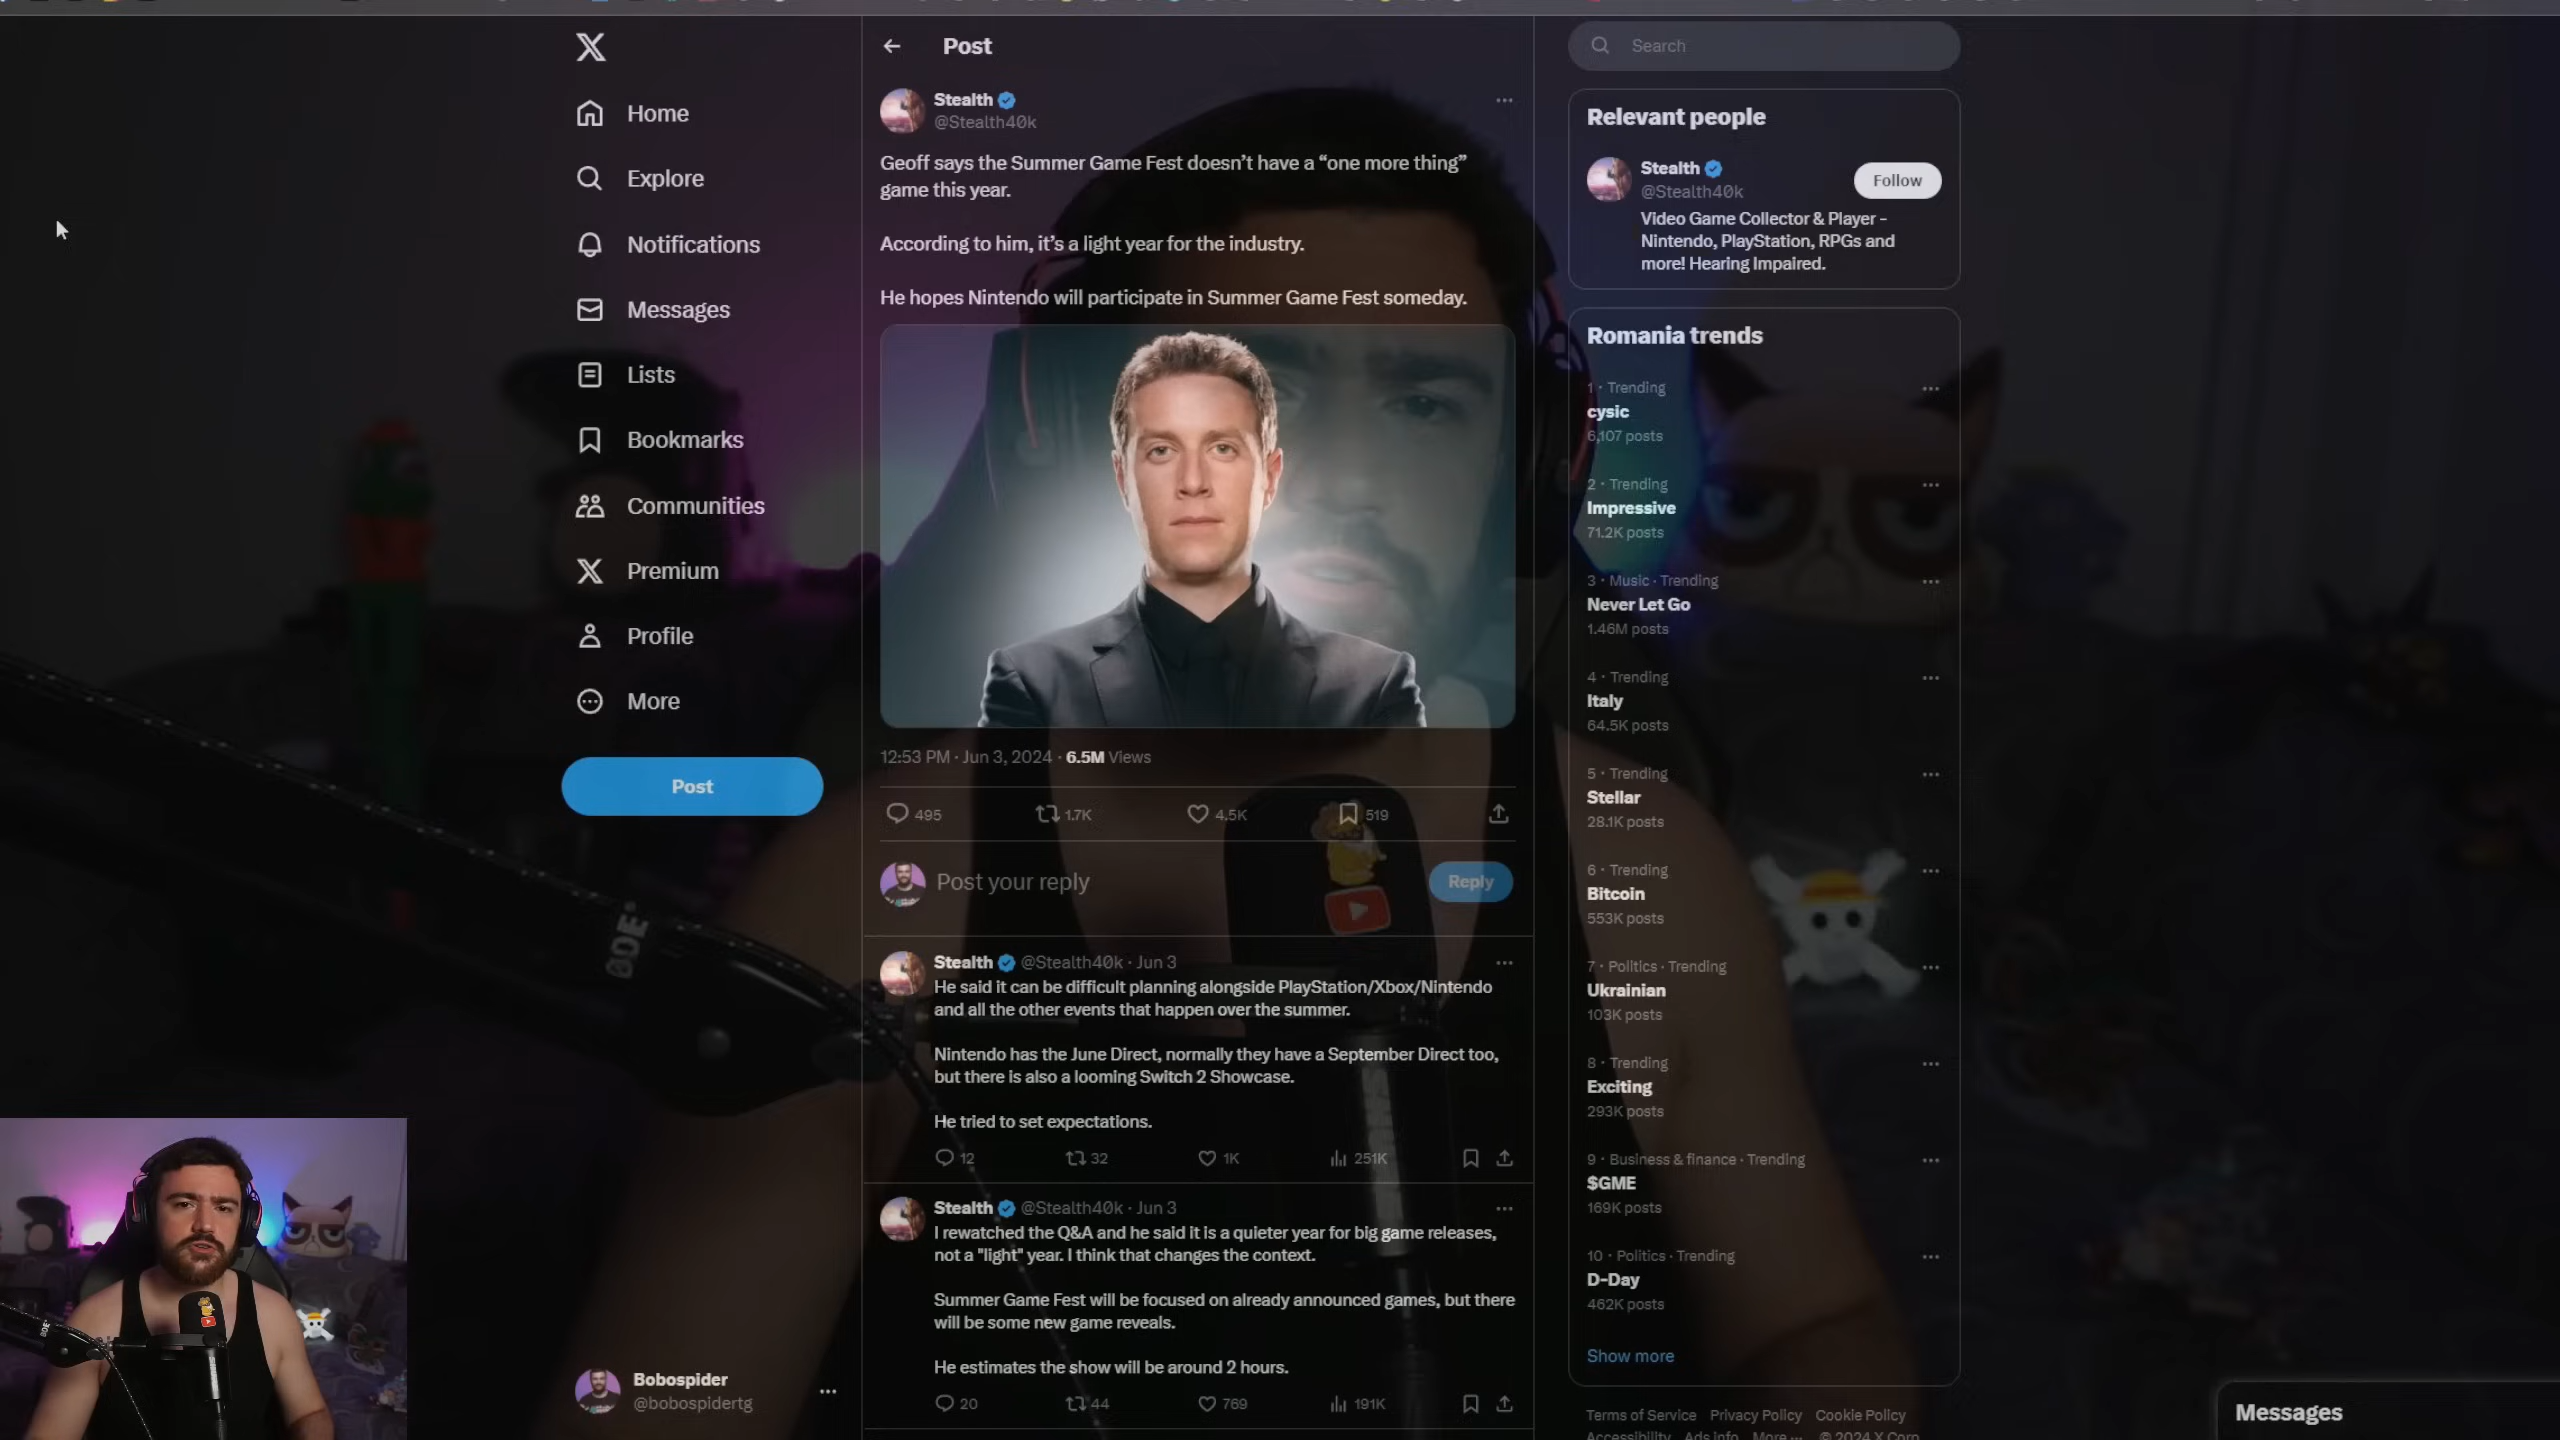 Home
Explore
Notifications
Messages
Lists
Bookmarks
Communities
Premium
Profile
More
Post
Bobospider
@bobospidertg
Post
Stealth
@Stealth40k
Geoff says the Summer Game Fest doesn't have a “one more thing”
game this year.
According to him, it's a light year for the industry.
He hopes Nintendo will participate in Summer Game Fest someday.
12:53 PM · Jun 3, 2024 · 6.5M Views
495 1.7K 4.5K 519
Post your reply
Reply
Stealth @Stealth40k · Jun 3
He said it can be difficult planning alongside PlayStation/Xbox/Nintendo
and all the other events that happen over the summer.
Nintendo has the June Direct, normally they have a September Direct too,
but there is also a looming Switch 2 Showcase.
He tried to set expectations.
12 32 1K 251K
Stealth @Stealth40k · Jun 3
I rewatched the Q&A and he said it is a quieter year for big game releases,
not a "light" year. I think that changes the context.
Summer Game Fest will be focused on already announced games, but there
will be some new game reveals.
He estimates the show will be around 2 hours.
20 44 769 191K
Search
Relevant people
Stealth
@Stealth40k
Follow
Video Game Collector & Player -
Nintendo, PlayStation, RPGs and
more! Hearing Impaired.
Romania trends
1 · Trending
cysic
6,107 posts
2 · Trending
Impressive
71.2K posts
3 · Music · Trending
Never Let Go
1.46M posts
4 · Trending
Italy
64.5K posts
5 · Trending
Stellar
28.1K posts
6 · Trending
Bitcoin
553K posts
7 · Politics · Trending
Ukrainian
103K posts
8 · Trending
Exciting
293K posts
9 · Business & finance · Trending
$GME
169K posts
10 · Politics · Trending
D-Day
462K posts
Show more
Terms of Service Privacy Policy Cookie Policy
Accessibility Ads info More ··· © 2024 X Corp.
Messages